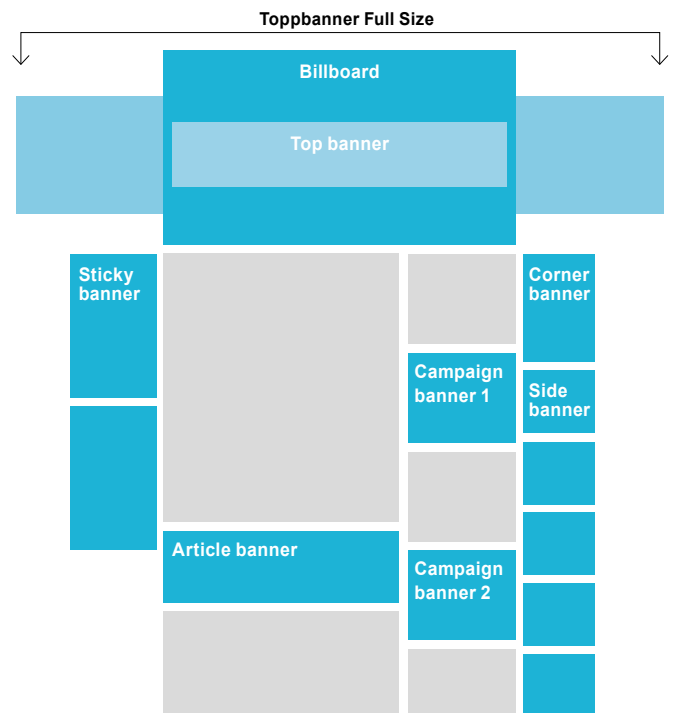 Toppbanner Full Size
Billboard
Top banner
Sticky
banner
Corner
banner
Campaign
banner 1
Side
banner
Article banner
Campaign
banner 2